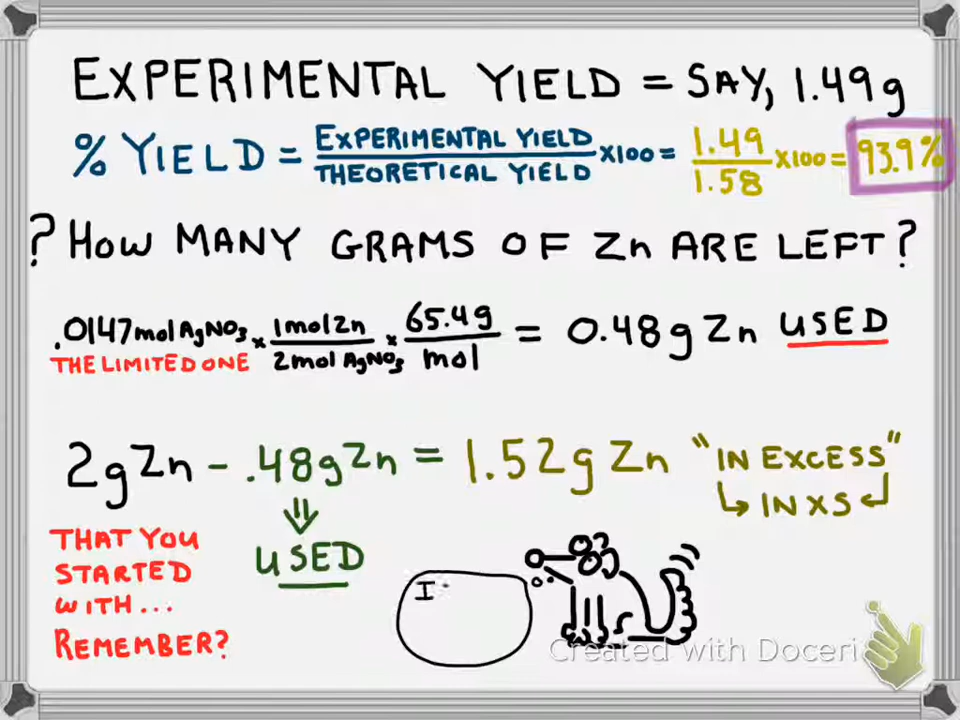 EXPERIMENTAL YIELD = SAY, 1.49g
% YIELD = EXPERIMENTAL YIELD / THEORETICAL YIELD x100 = 1.49 / 1.58 x100 = 93.9%
? HOW MANY GRAMS OF Zn ARE LEFT?
.0147 mol AgNO₃ x 1 mol Zn / 2 mol AgNO₃ x 65.4g / mol = 0.48g Zn USED
THE LIMITED ONE
2g Zn - .48g Zn = 1.52g Zn "IN EXCESS"
IN XS
THAT YOU
STARTED
WITH...
REMEMBER?
USED
I
Created with Doceri